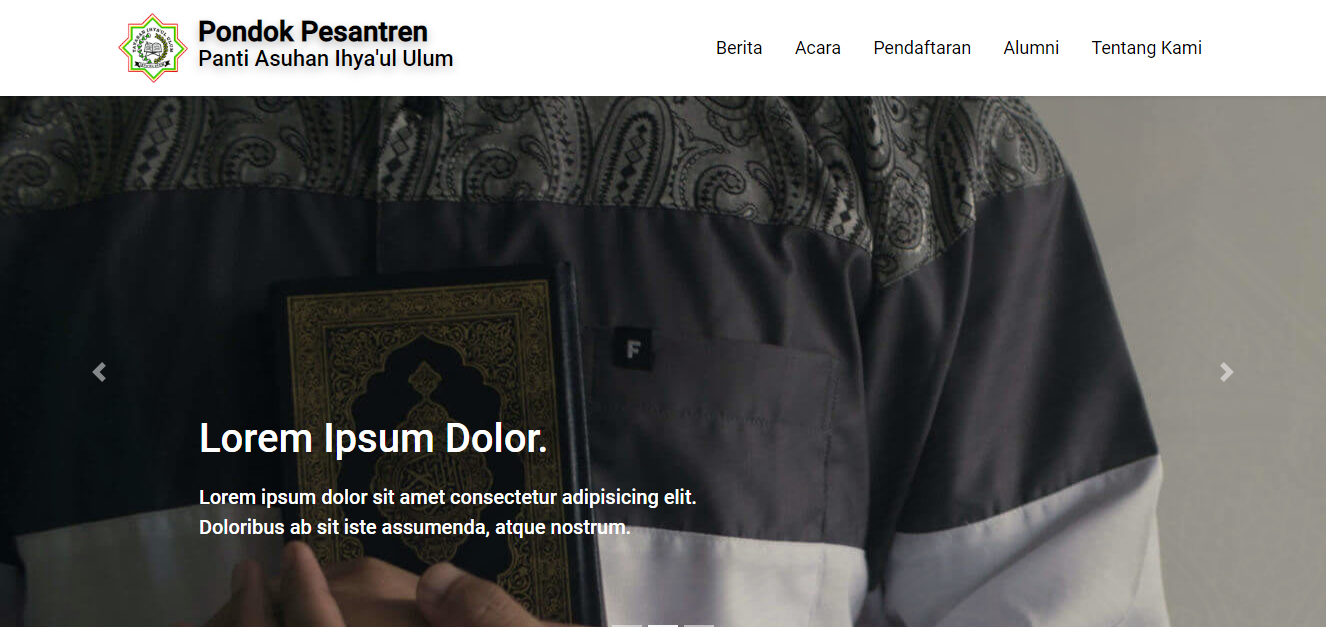 Pondok Pesantren
Panti Asuhan Ihya'ul Ulum
Berita Acara Pendaftaran Alumni Tentang Kami
F
Lorem Ipsum Dolor.
Lorem ipsum dolor sit amet consectetur adipisicing elit.
Doloribus ab sit iste assumenda, atque nostrum.